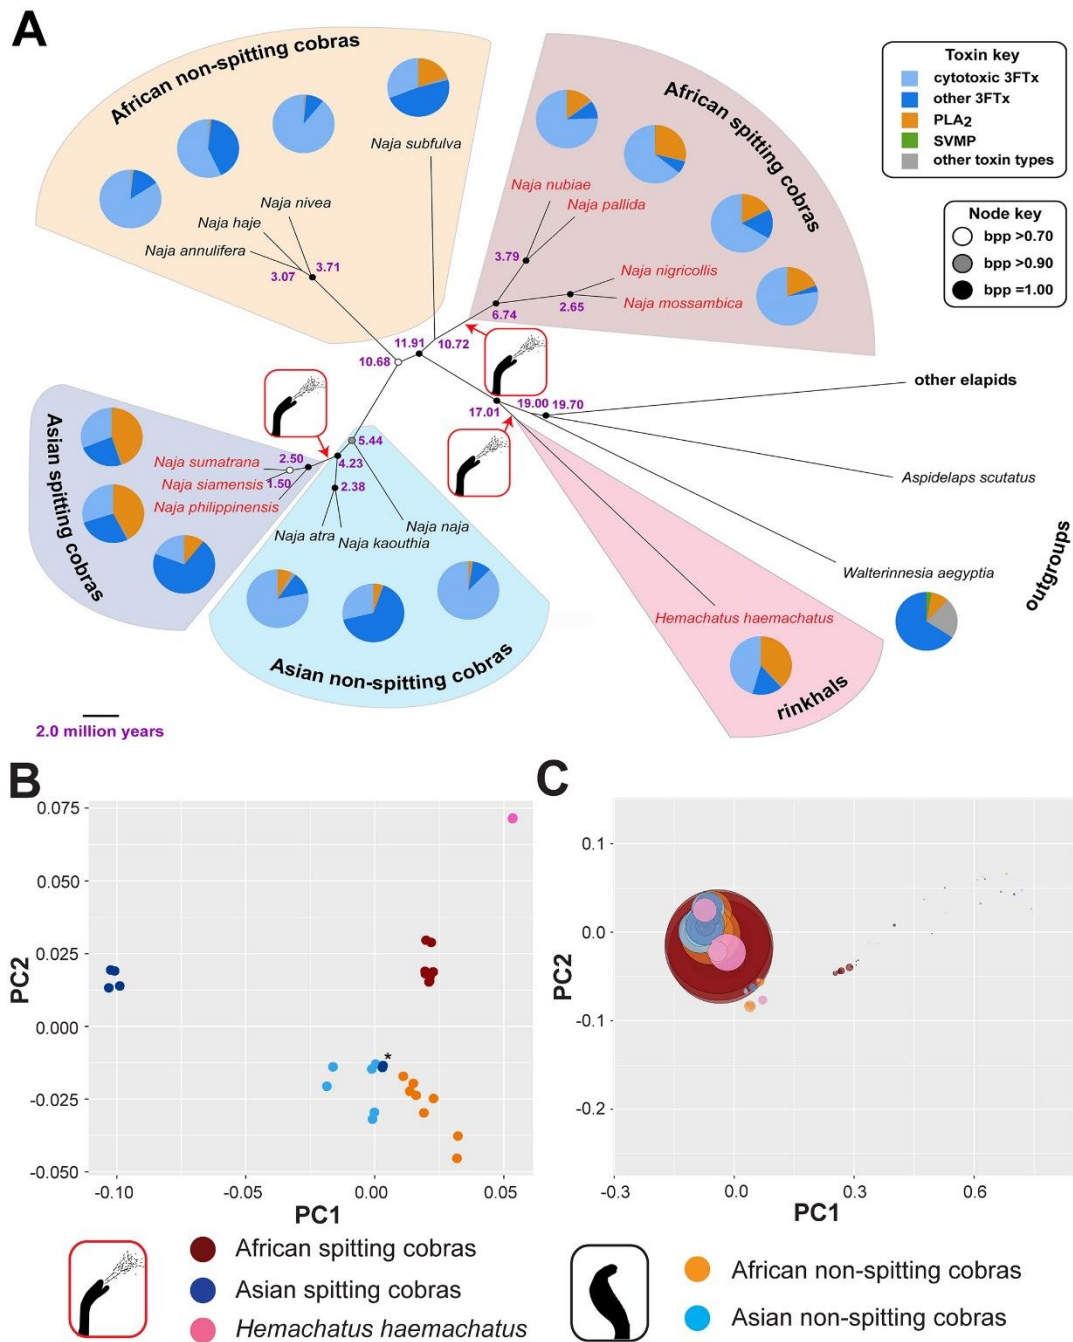 A
African non-spitting cobras
African spitting cobras
Toxin key
cytotoxic 3FTx
other 3FTx
PLA2
SVMP
other toxin types
Node key
bpp >0.70
bpp >0.90
bpp =1.00
Naja subfulva
Naja nivea
Naja haje
Naja annulifera
3.07
3.71
Naja nubiae
Naja pallida
3.79
Naja nigricollis
Naja mossambica
6.74
2.65
11.91
10.72
10.68
17.01
19.00
19.70
other elapids
Aspidelaps scutatus
Walterinnesia aegyptia
outgroups
Hemachatus haemachatus
rinkhals
Asian spitting cobras
5.44
4.23
2.50
1.50
2.38
Naja sumatrana
Naja siamensis
Naja philippinensis
Naja atra
Naja kaouthia
Naja naja
Asian non-spitting cobras
2.0 million years
B
0.075
0.050
0.025
0.000
-0.025
-0.050
PC2
*
-0.10
-0.05
0.00
0.05
PC1
C
0.1
0.0
-0.1
-0.2
PC2
-0.3
0.0
0.3
0.6
PC1
African spitting cobras
Asian spitting cobras
Hemachatus haemachatus
African non-spitting cobras
Asian non-spitting cobras